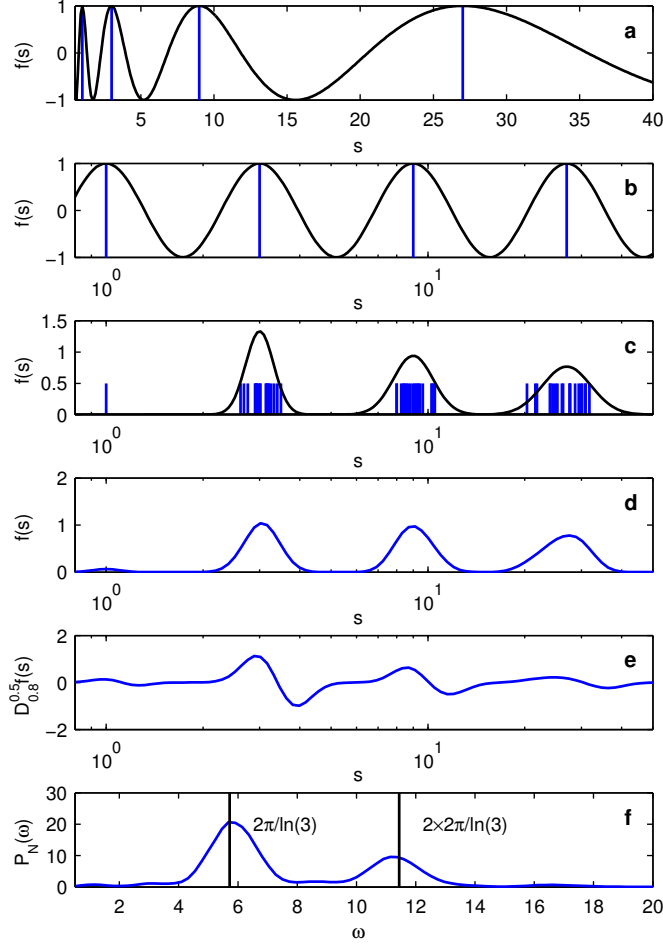 a
1
0
−1
f(s)
5 10 15 20 25 30 35 40
s
b
1
0
−1
f(s)
10^0 10^1
s
c
1.5
1
0.5
0
f(s)
10^0 10^1
s
d
2
1
0
f(s)
10^0 10^1
s
e
2
0
−2
D_{0.8}^{0.5}f(s)
10^0 10^1
s
f
30
20
10
0
P_N(ω)
2π/ln(3) 2×2π/ln(3)
2 4 6 8 10 12 14 16 18 20
ω